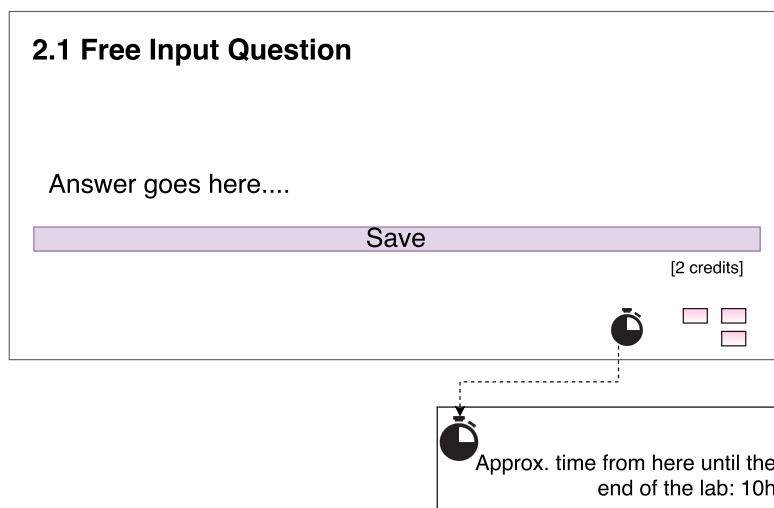 2.1 Free Input Question
Answer goes here....
Save
[2 credits]
Approx. time from here until the
end of the lab: 10h